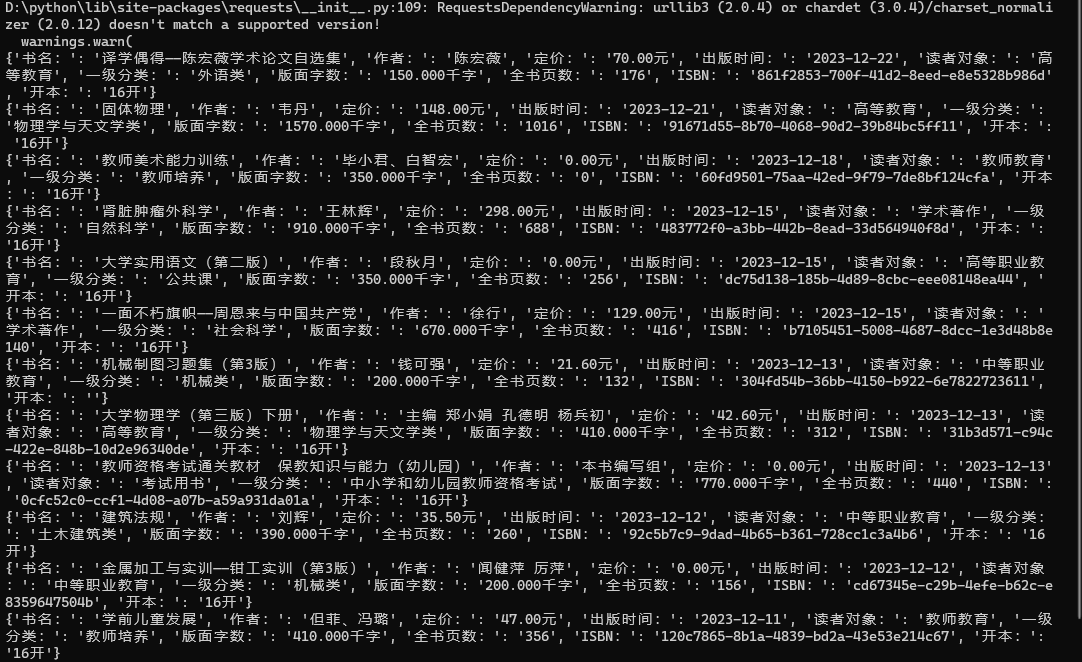 D:\python\lib\site-packages\requests\__init__.py:109: RequestsDependencyWarning: urllib3 (2.0.4) or chardet (3.0.4)/charset_normali
zer (2.0.12) doesn't match a supported version!
  warnings.warn(
{'书名：': '译学偶得——陈宏薇学术论文自选集', '作者：': '陈宏薇', '定价：': '70.00元', '出版时间：': '2023-12-22', '读者对象：': '高
等教育', '一级分类：': '外语类', '版面字数：': '150.000千字', '全书页数：': '176', 'ISBN：': '861f2853-700f-41d2-8eed-e8e5328b986d'
, '开本：': '16开'}
{'书名：': '固体物理', '作者：': '韦丹', '定价：': '148.00元', '出版时间：': '2023-12-21', '读者对象：': '高等教育', '一级分类：':
'物理学与天文学类', '版面字数：': '1570.000千字', '全书页数：': '1016', 'ISBN：': '91671d55-8b70-4068-90d2-39b84bc5ff11', '开本：':
 '16开'}
{'书名：': '教师美术能力训练', '作者：': '毕小君、白智宏', '定价：': '0.00元', '出版时间：': '2023-12-18', '读者对象：': '教师教育'
, '一级分类：': '教师培养', '版面字数：': '350.000千字', '全书页数：': '0', 'ISBN：': '60fd9501-75aa-42ed-9f79-7de8bf124cfa', '开本
：': '16开'}
{'书名：': '肾脏肿瘤外科学', '作者：': '王林辉', '定价：': '298.00元', '出版时间：': '2023-12-15', '读者对象：': '学术著作', '一级
分类：': '自然科学', '版面字数：': '910.000千字', '全书页数：': '688', 'ISBN：': '483772f0-a3bb-442b-8ead-33d564940f8d', '开本：':
'16开'}
{'书名：': '大学实用语文（第二版）', '作者：': '段秋月', '定价：': '0.00元', '出版时间：': '2023-12-15', '读者对象：': '高等职业教
育', '一级分类：': '公共课', '版面字数：': '350.000千字', '全书页数：': '256', 'ISBN：': 'dc75d138-185b-4d89-8cbc-eee08148ea44', '
开本：': '16开'}
{'书名：': '一面不朽旗帜——周恩来与中国共产党', '作者：': '徐行', '定价：': '129.00元', '出版时间：': '2023-12-15', '读者对象：': '
学术著作', '一级分类：': '社会科学', '版面字数：': '670.000千字', '全书页数：': '416', 'ISBN：': 'b7105451-5008-4687-8dcc-1e3d48b8e
140', '开本：': '16开'}
{'书名：': '机械制图习题集（第3版）', '作者：': '钱可强', '定价：': '21.60元', '出版时间：': '2023-12-13', '读者对象：': '中等职业
教育', '一级分类：': '机械类', '版面字数：': '200.000千字', '全书页数：': '132', 'ISBN：': '304fd54b-36bb-4150-b922-6e7822723611',
'开本：': ''}
{'书名：': '大学物理学（第三版）下册', '作者：': '主编 郑小娟 孔德明 杨兵初', '定价：': '42.60元', '出版时间：': '2023-12-13', '读
者对象：': '高等教育', '一级分类：': '物理学与天文学类', '版面字数：': '410.000千字', '全书页数：': '312', 'ISBN：': '31b3d571-c94c
-422e-848b-10d2e96340de', '开本：': '16开'}
{'书名：': '教师资格考试通关教材　保教知识与能力（幼儿园）', '作者：': '本书编写组', '定价：': '0.00元', '出版时间：': '2023-12-13'
, '读者对象：': '考试用书', '一级分类：': '中小学和幼儿园教师资格考试', '版面字数：': '770.000千字', '全书页数：': '440', 'ISBN：'
: '0cfc52c0-ccf1-4d08-a07b-a59a931da01a', '开本：': '16开'}
{'书名：': '建筑法规', '作者：': '刘辉', '定价：': '35.50元', '出版时间：': '2023-12-12', '读者对象：': '中等职业教育', '一级分类：
': '土木建筑类', '版面字数：': '390.000千字', '全书页数：': '260', 'ISBN：': '92c5b7c9-9dad-4b65-b361-728cc1c3a4b6', '开本：': '16
开'}
{'书名：': '金属加工与实训——钳工实训（第3版）', '作者：': '闻健萍 厉萍', '定价：': '0.00元', '出版时间：': '2023-12-12', '读者对象
：': '中等职业教育', '一级分类：': '机械类', '版面字数：': '200.000千字', '全书页数：': '156', 'ISBN：': 'cd67345e-c29b-4efe-b62c-e
8359647504b', '开本：': '16开'}
{'书名：': '学前儿童发展', '作者：': '但菲、冯璐', '定价：': '47.00元', '出版时间：': '2023-12-11', '读者对象：': '教师教育', '一级
分类：': '教师培养', '版面字数：': '410.000千字', '全书页数：': '356', 'ISBN：': '120c7865-8b1a-4839-bd2a-43e53e214c67', '开本：':
'16开'}